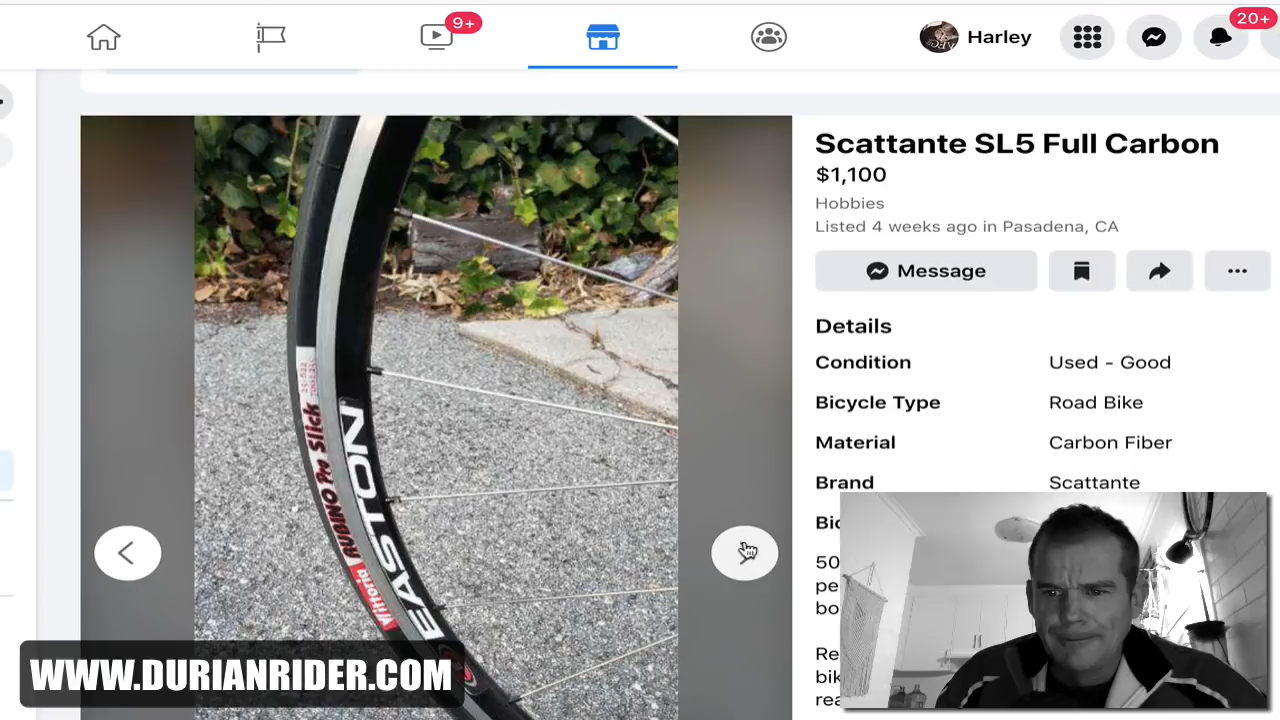 9+
Harley
20+
Scattante SL5 Full Carbon
$1,100
Hobbies
Listed 4 weeks ago in Pasadena, CA
Message
Details
Condition Used - Good
Bicycle Type Road Bike
Material Carbon Fiber
Brand Scattante
RUBINO Pro Slick
Vittoria
EASTON
WWW.DURIANRIDER.COM